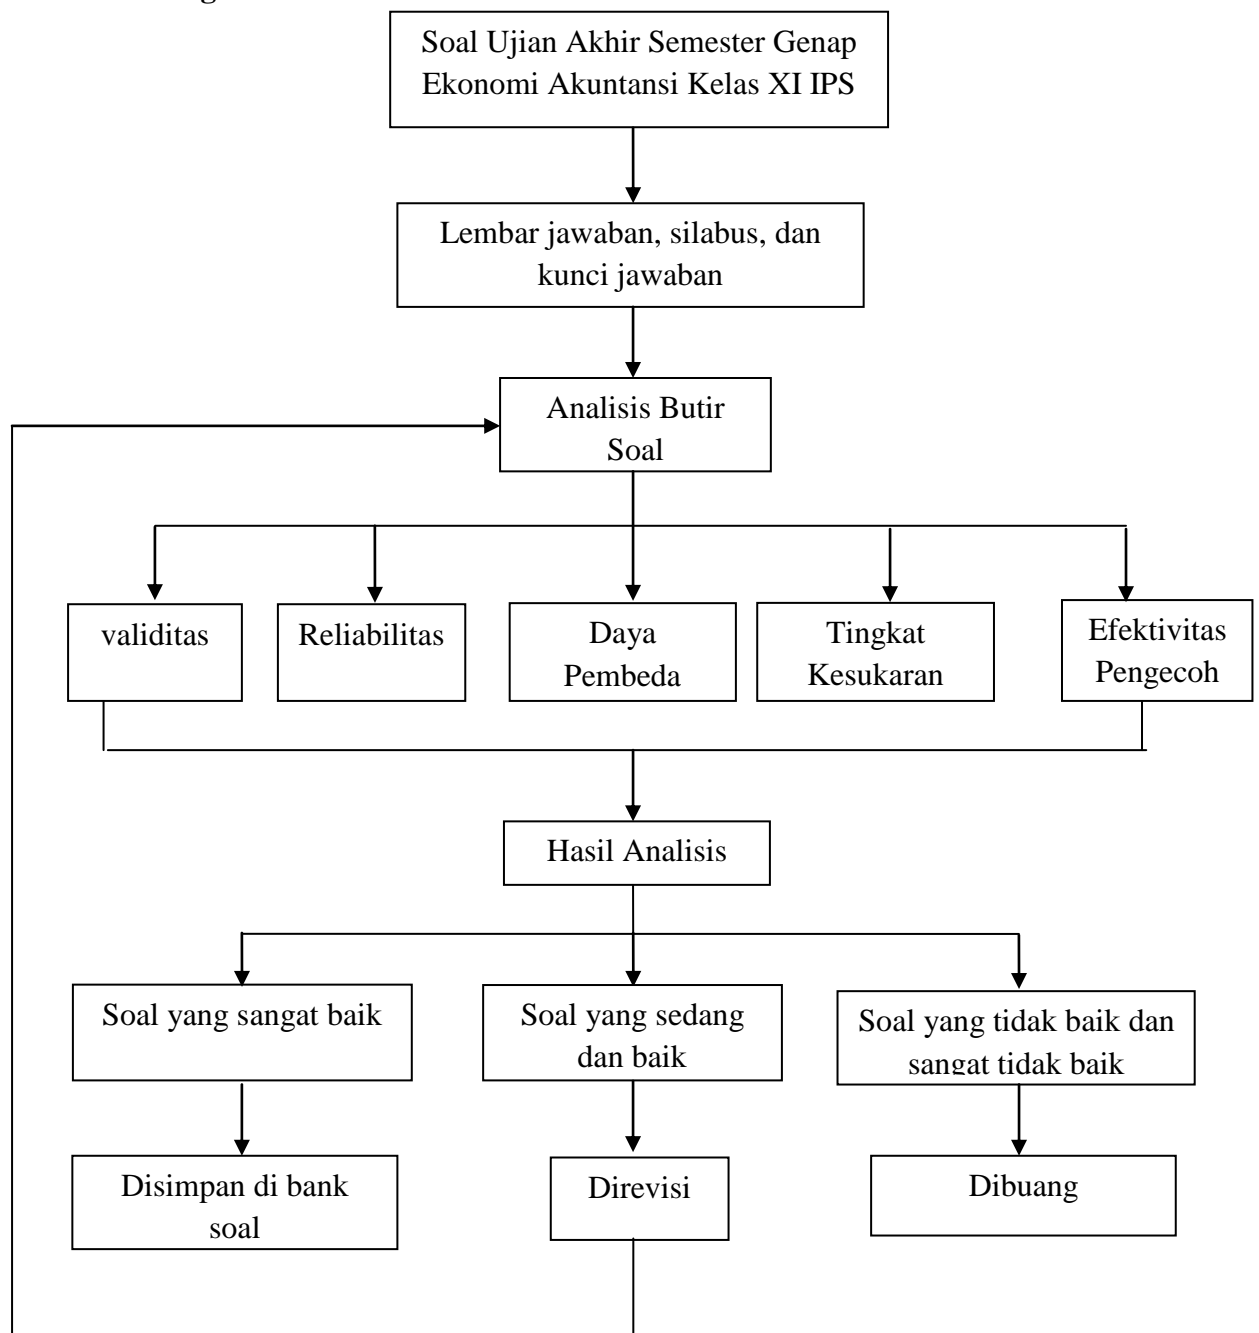 Soal Ujian Akhir Semester Genap
Ekonomi Akuntansi Kelas XI IPS
Lembar jawaban, silabus, dan
kunci jawaban
Analisis Butir
Soal
validitas
Reliabilitas
Daya
Pembeda
Tingkat
Kesukaran
Efektivitas
Pengecoh
Hasil Analisis
Soal yang sangat baik
Soal yang sedang
dan baik
Soal yang tidak baik dan
sangat tidak baik
Disimpan di bank
soal
Direvisi
Dibuang